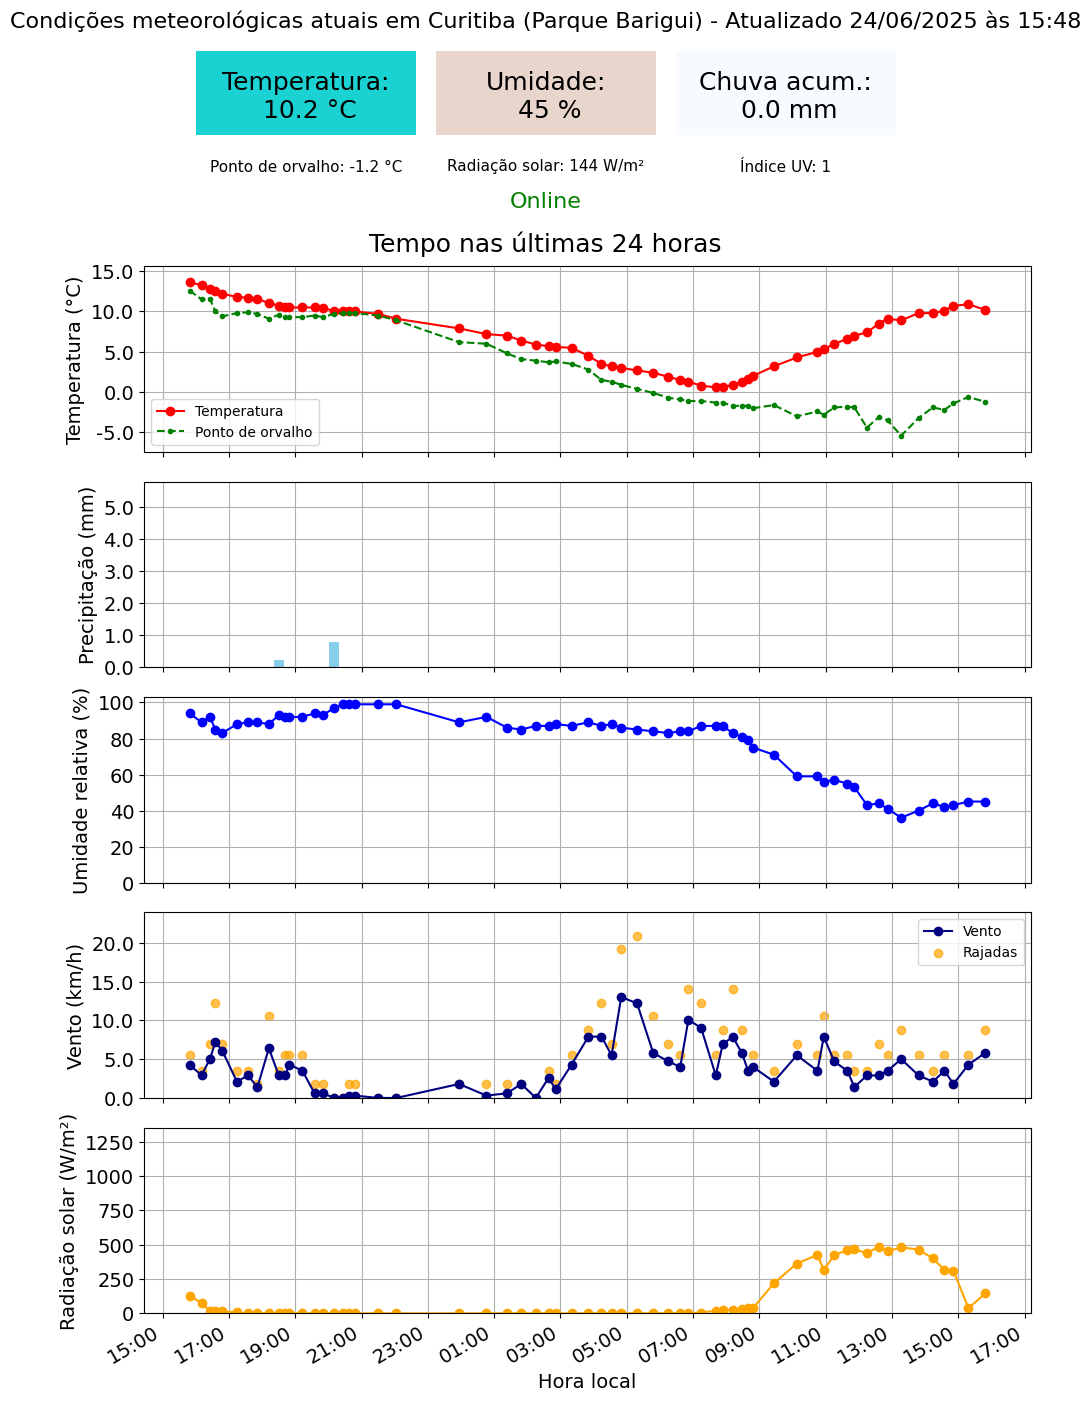 Condições meteorológicas atuais em Curitiba (Parque Barigui) - Atualizado 24/06/2025 às 15:48
Temperatura:
10.2 °C
Umidade:
45 %
Chuva acum.:
0.0 mm
Ponto de orvalho: -1.2 °C
Radiação solar: 144 W/m²
Índice UV: 1
Online
Tempo nas últimas 24 horas
Temperatura (°C)
15.0
10.0
5.0
0.0
-5.0
Temperatura
Ponto de orvalho
Precipitação (mm)
5.0
4.0
3.0
2.0
1.0
0.0
Umidade relativa (%)
100
80
60
40
20
0
Vento (km/h)
20.0
15.0
10.0
5.0
0.0
Vento
Rajadas
Radiação solar (W/m²)
1250
1000
750
500
250
0
15:00
17:00
19:00
21:00
23:00
01:00
03:00
05:00
07:00
09:00
11:00
13:00
15:00
17:00
Hora local